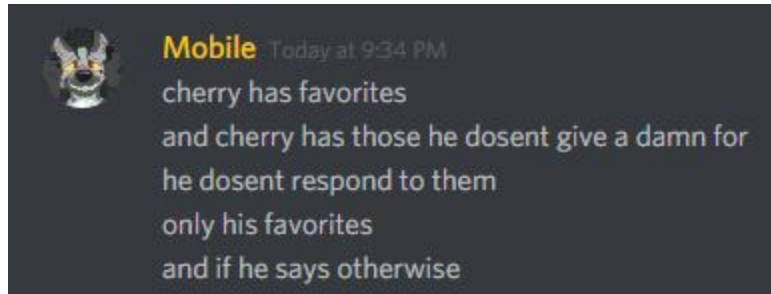 Mobile Today at 9:34 PM
cherry has favorites
and cherry has those he dosent give a damn for
he dosent respond to them
only his favorites
and if he says otherwise